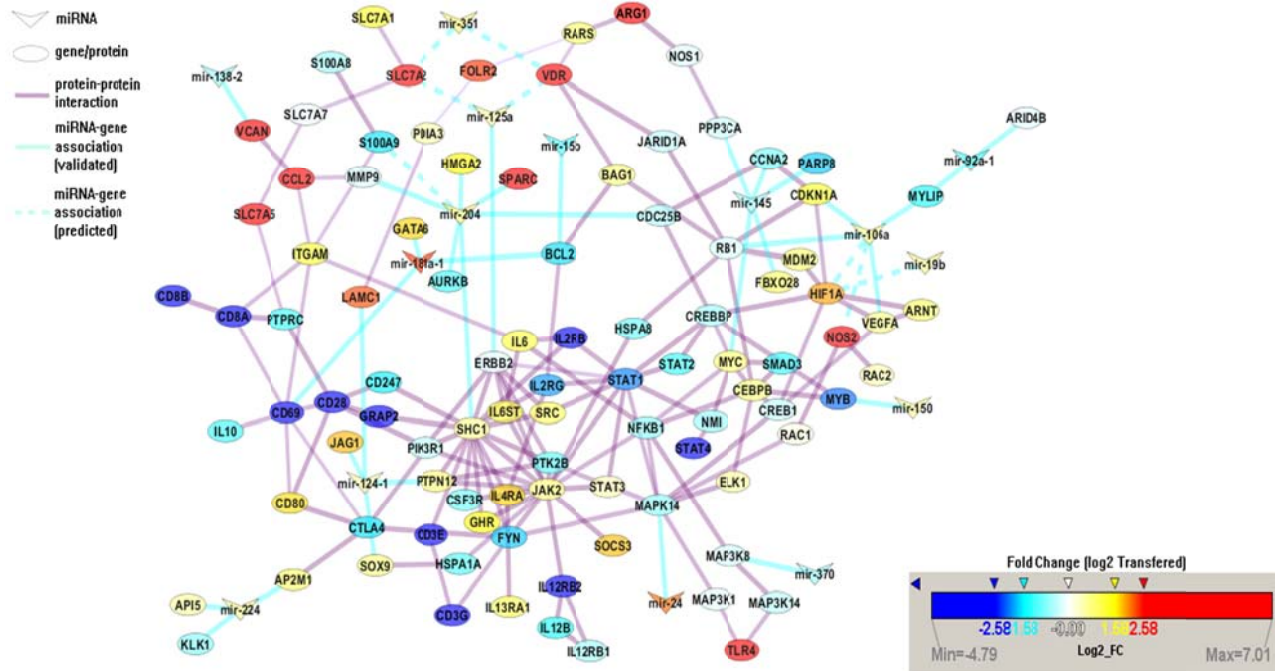 miRNA
gene/protein
protein-protein
interaction
miRNA-gene
association
(validated)
miRNA-gere
association
(predicted)
SLC7A1
mir-351
ARG1
RARS
NOS1
S100A8
mir-138-2
SLC7A2
FOLR2
VDR
SLC7A7
mir-125a
PPP3CA
ARID4B
VCAN
S100A9
JARID1A
HMGA2
CCNA2
PARP8
mir-92a-1
CCL2
MMP9
SPARC
BAG1
CDKN1A
MYLIP
mir-145
SLC7A5
mir-204
CDC25B
GATA6
mir-106a
ITGAM
BCL2
RB1
MDM2
mir-19b
mir-181a-1
AURKB
FBXO28
CD8B
LAMC1
HIF1A
CD8A
PTPRC
CREBBP
VEGFA
ARNT
HSPA8
IL6
NOS2
ERBB2
STAT2
MYC
SMAD3
RAC2
CD247
IL2RG
STAT1
CEBPB
MYB
CD69
CD28
GRAP2
IL6ST
SRC
CREB1
mir-150
IL10
SHC1
NFKB1
NMI
RAC1
JAG1
PIK3R1
STAT4
PTK2B
mir-124-1
PTPN12
JAK2
STAT3
ELK1
CD80
CSF3R
IL4RA
MAPK14
CTLA4
CD3E
GHR
FYN
SOCS3
SOX9
HSPA1A
MAP3K8
AP2M1
IL12RB2
mir-370
API5
mir-224
CD3G
IL13RA1
mir-24
MAP3K1
MAP3K14
IL12B
KLK1
IL12RB1
TLR4
Fold Change (log2 Transfered)
-2.58 1.58 -0.00 1.58 2.58
Min=-4.79 Log2_FC Max=7.01